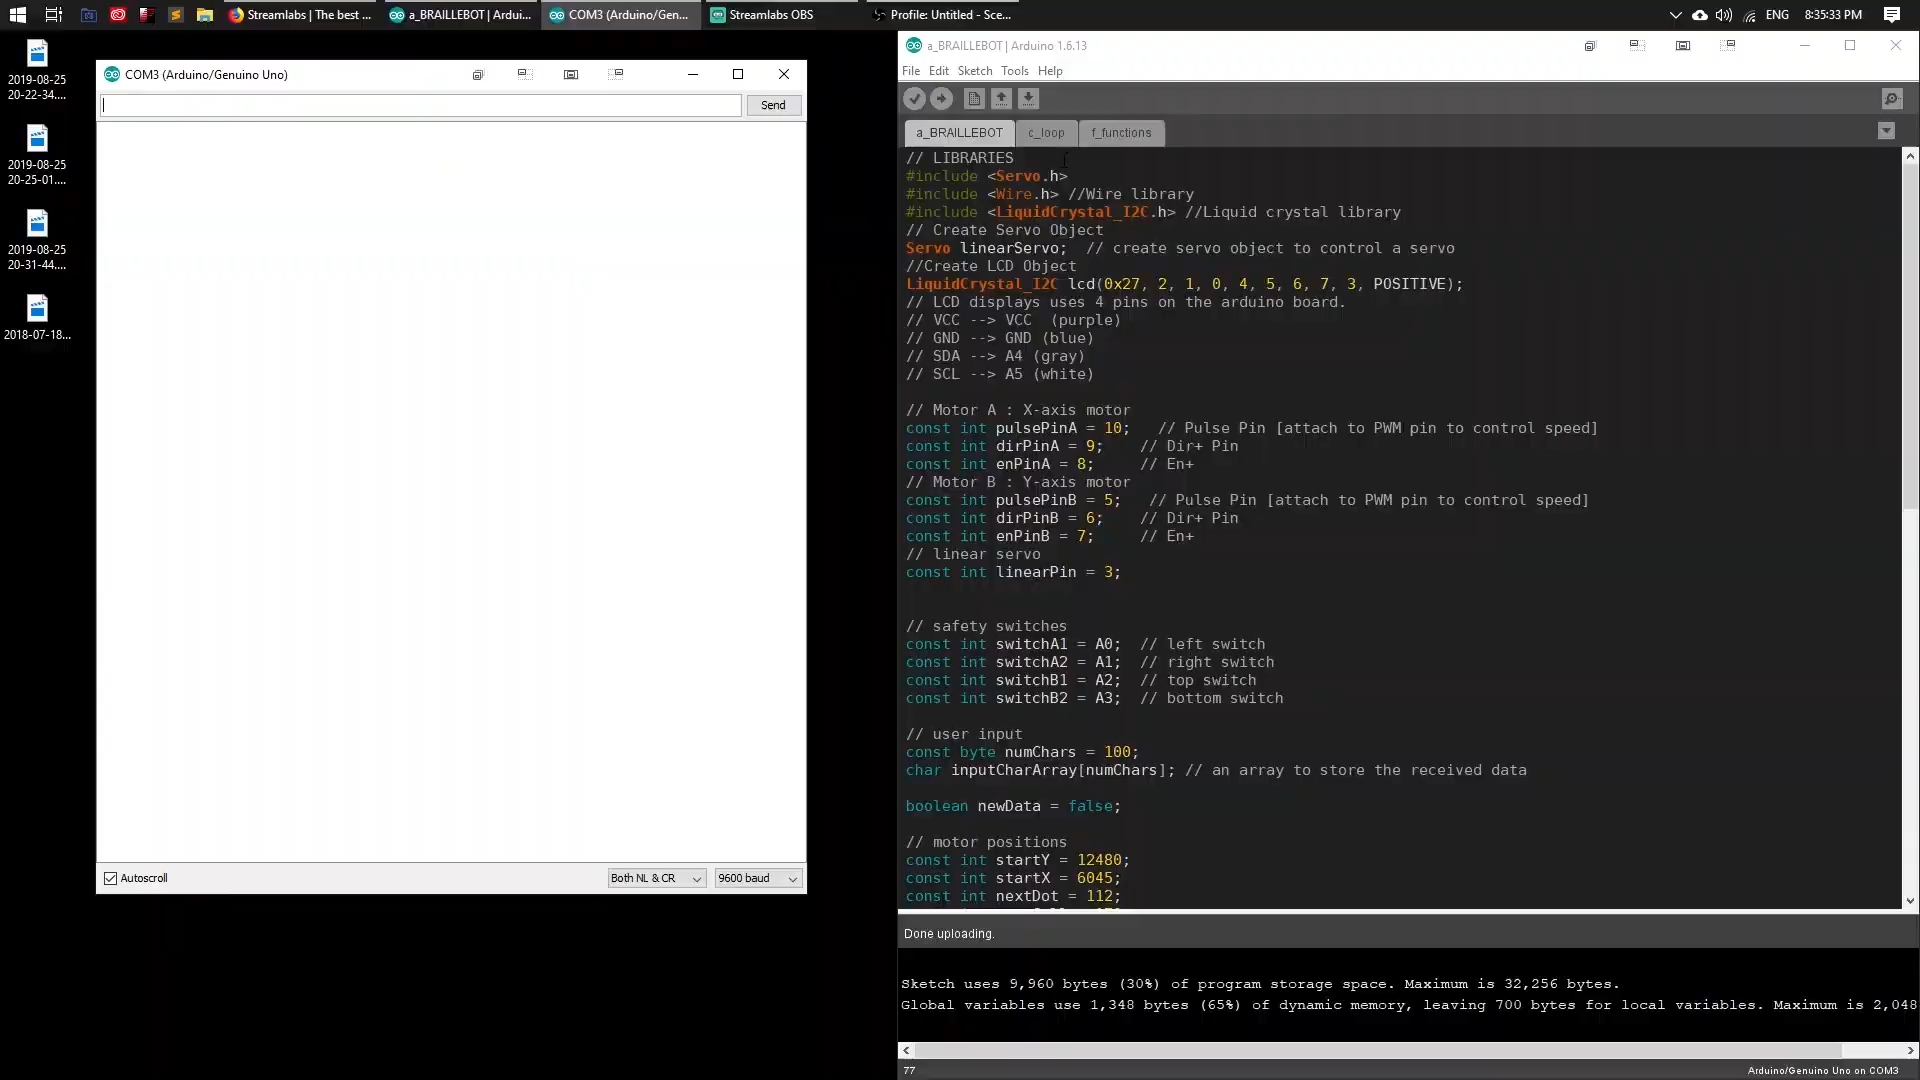 Streamlabs | The best ...
a_BRAILLEBOT | Ardui...
COM3 (Arduino/Gen...
Streamlabs OBS
Profile: Untitled - Sce...
ENG
8:35:33 PM
2019-08-25
20-22-34....
2019-08-25
20-25-01....
2019-08-25
20-31-44....
2018-07-18...
COM3 (Arduino/Genuino Uno)
Send
Autoscroll
Both NL & CR
9600 baud
a_BRAILLEBOT | Arduino 1.6.13
File Edit Sketch Tools Help
a_BRAILLEBOT c_loop f_functions
// LIBRARIES
#include <Servo.h>
#include <Wire.h> //Wire library
#include <LiquidCrystal_I2C.h> //Liquid crystal library
// Create Servo Object
Servo linearServo;  // create servo object to control a servo
//Create LCD Object
LiquidCrystal_I2C lcd(0x27, 2, 1, 0, 4, 5, 6, 7, 3, POSITIVE);
// LCD displays uses 4 pins on the arduino board.
// VCC --> VCC  (purple)
// GND --> GND (blue)
// SDA --> A4 (gray)
// SCL --> A5 (white)
// Motor A : X-axis motor
const int pulsePinA = 10;   // Pulse Pin [attach to PWM pin to control speed]
const int dirPinA = 9;    // Dir+ Pin
const int enPinA = 8;     // En+
// Motor B : Y-axis motor
const int pulsePinB = 5;   // Pulse Pin [attach to PWM pin to control speed]
const int dirPinB = 6;    // Dir+ Pin
const int enPinB = 7;     // En+
// linear servo
const int linearPin = 3;
// safety switches
const int switchA1 = A0;  // left switch
const int switchA2 = A1;  // right switch
const int switchB1 = A2;  // top switch
const int switchB2 = A3;  // bottom switch
// user input
const byte numChars = 100;
char inputCharArray[numChars]; // an array to store the received data
boolean newData = false;
// motor positions
const int startY = 12480;
const int startX = 6045;
const int nextDot = 112;
Done uploading.
Sketch uses 9,960 bytes (30%) of program storage space. Maximum is 32,256 bytes.
Global variables use 1,348 bytes (65%) of dynamic memory, leaving 700 bytes for local variables. Maximum is 2,048
77
Arduino/Genuino Uno on COM3